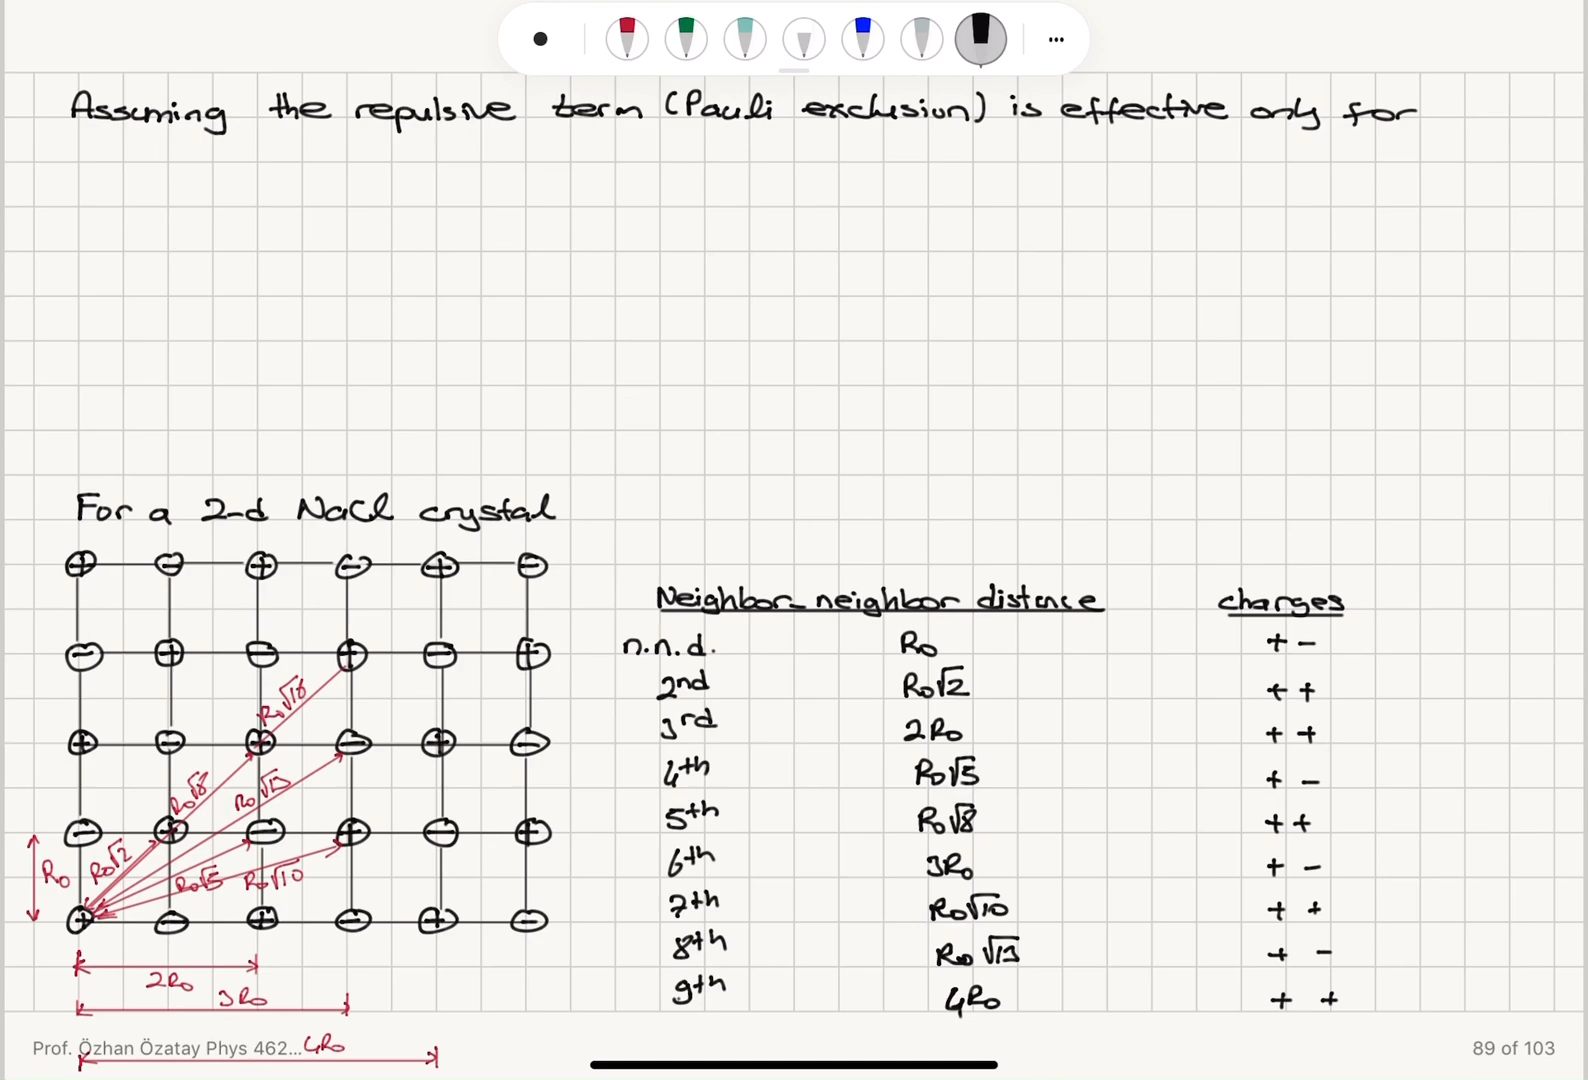 Assuming the repulsive term (Pauli exclusion) is effective only for
For a 2-d NaCl crystal
Neighbor-neighbor distance charges
n.n.d. R₀ + -
2nd R₀√2 + +
3rd 2R₀ + +
4th R₀√5 + -
5th R₀√8 + +
6th 3R₀ + -
7th R₀√10 + +
8th R₀√13 + -
9th 4R₀ + +
+ - + - + -
- + - + - +
R₀√18
+ - + - + -
R₀√8 R₀√13
- + - + - +
R₀ R₀√2 R₀√5 R₀√10
+ - + - + -
2R₀
3R₀
4R₀
Prof. Özhan Özatay Phys 462...
89 of 103